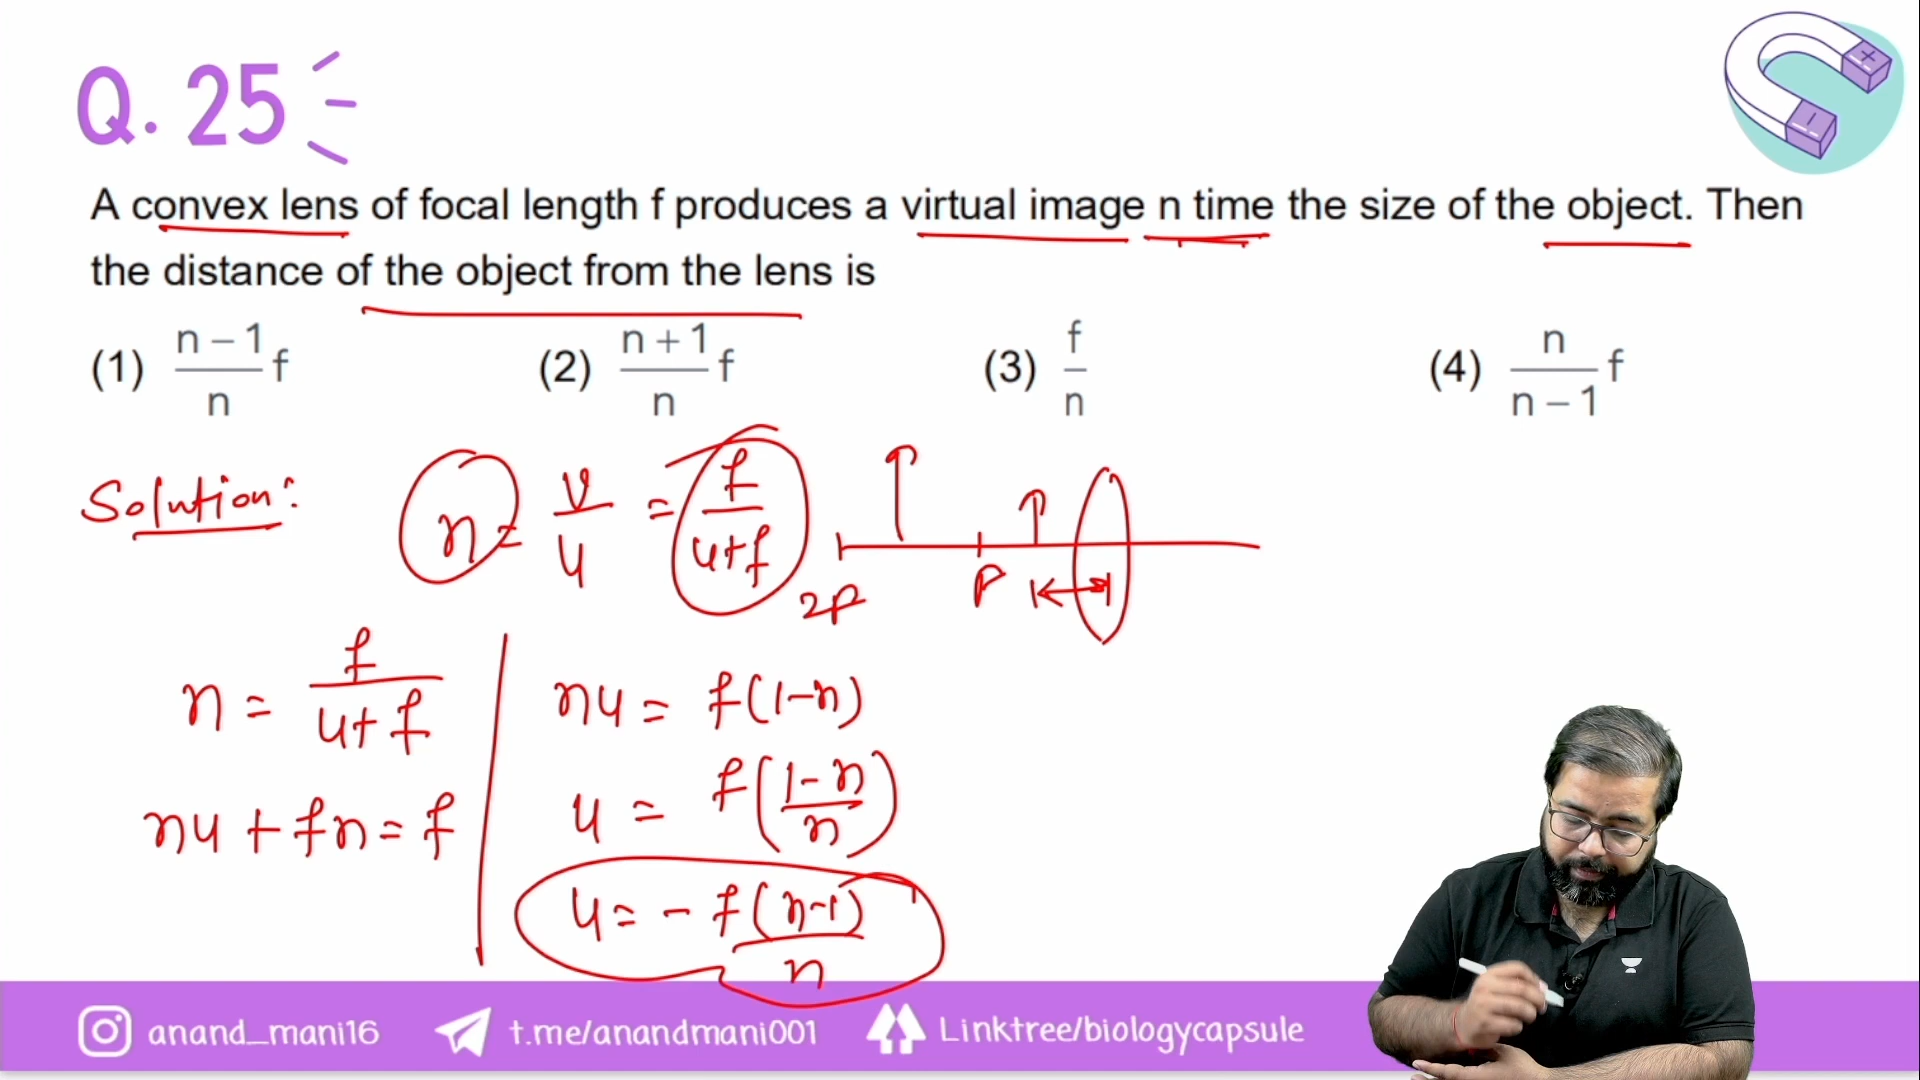 Q. 25
A convex lens of focal length f produces a virtual image n time the size of the object. Then
the distance of the object from the lens is
(1) n − 1 / n f (2) n + 1 / n f (3) f / n (4) n / n − 1 f
Solution:
n = v/u = f/u+f
2F F
n = f/u+f
nu + fn = f
nu = f(1-n)
u = f(1-n/n)
u = - f(n-1)/n
anand_mani16 t.me/anandmani001 Linktree/biologycapsule